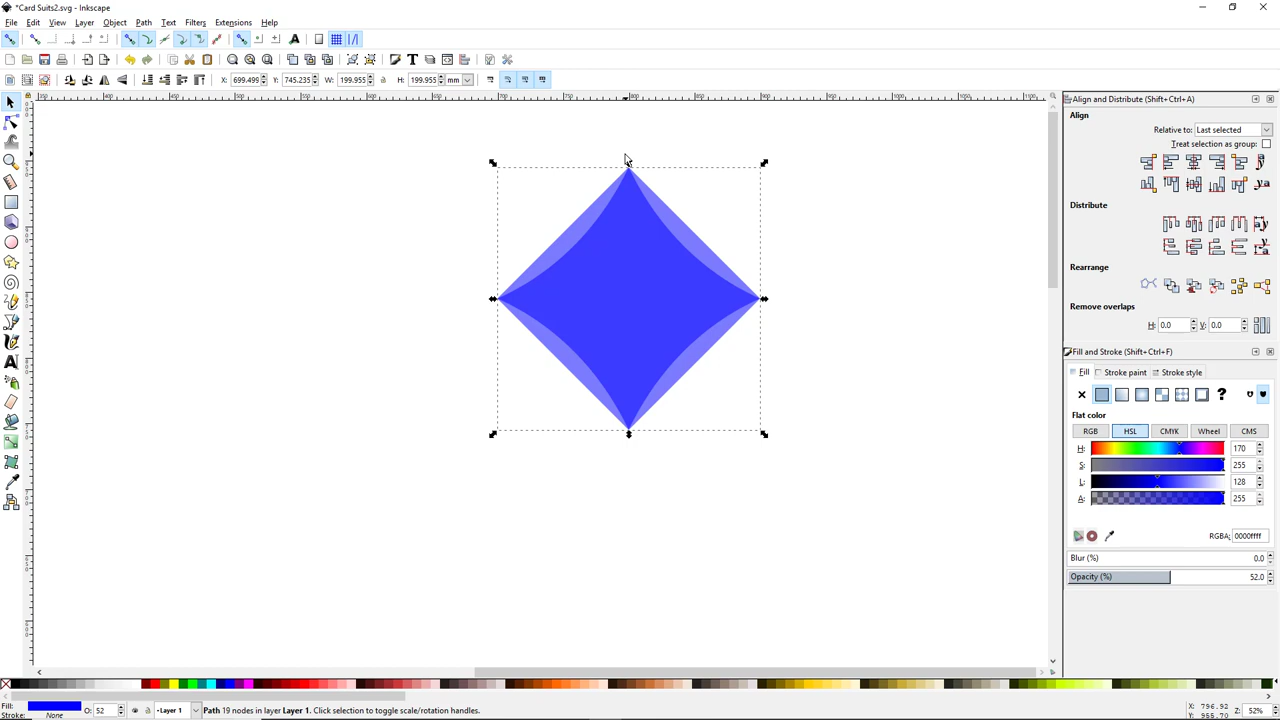 *Card Suits2.svg - Inkscape
File Edit View Layer Object Path Text Filters Extensions Help
X: 699.499 Y: 745.235 W: 199.955 H: 199.955 mm
Align and Distribute (Shift+Ctrl+A)
Align
Relative to: Last selected
Treat selection as group:
Distribute
Rearrange
Remove overlaps
H: 0.0 V: 0.0
Fill and Stroke (Shift+Ctrl+F)
Fill Stroke paint Stroke style
Flat color
RGB HSL CMYK Wheel CMS
H: 170
S: 255
L: 128
A: 255
RGBA: 0000ffff
Blur (%) 0.0
Opacity (%) 52.0
Fill: O: 52 Layer 1 Path 19 nodes in layer Layer 1. Click selection to toggle scale/rotation handles. X: 796.92 Z: 52%
Stroke: None Y: 955.70